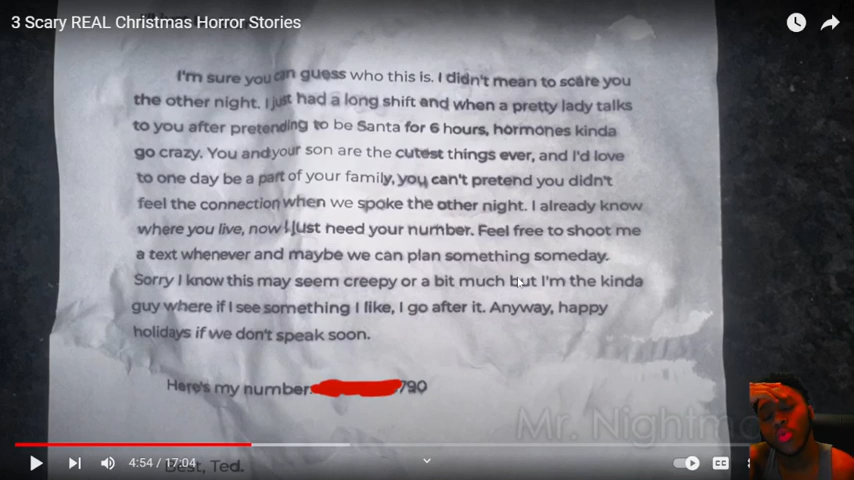 3 Scary REAL Christmas Horror Stories
I'm sure you can guess who this is. I didn't mean to scare you
the other night. I just had a long shift and when a pretty lady talks
to you after pretending to be Santa for 6 hours, hormones kinda
go crazy. You and your son are the cutest things ever, and I'd love
to one day be a part of your family, you can't pretend you didn't
feel the connection when we spoke the other night. I already know
where you live, now I just need your number. Feel free to shoot me
a text whenever and maybe we can plan something someday.
Sorry I know this may seem creepy or a bit much but I'm the kinda
guy where if I see something I like, I go after it. Anyway, happy
holidays if we don't speak soon.
Here's my number: 790
Mr. Nightm
4:54 / 17:04
CC
Best, Ted.